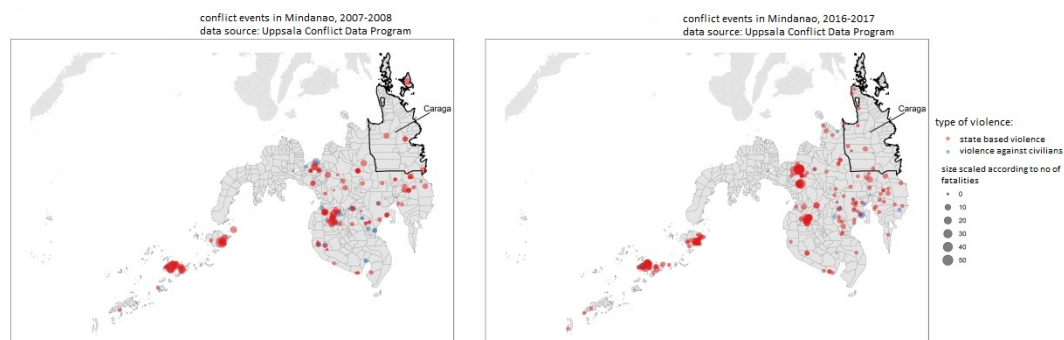 conflict events in Mindanao, 2007-2008
data source: Uppsala Conflict Data Program
Caraga
conflict events in Mindanao, 2016-2017
data source: Uppsala Conflict Data Program
Caraga
type of violence:
state based violence
violence against civilians
size scaled according to no of
fatalities
0
10
20
30
40
50